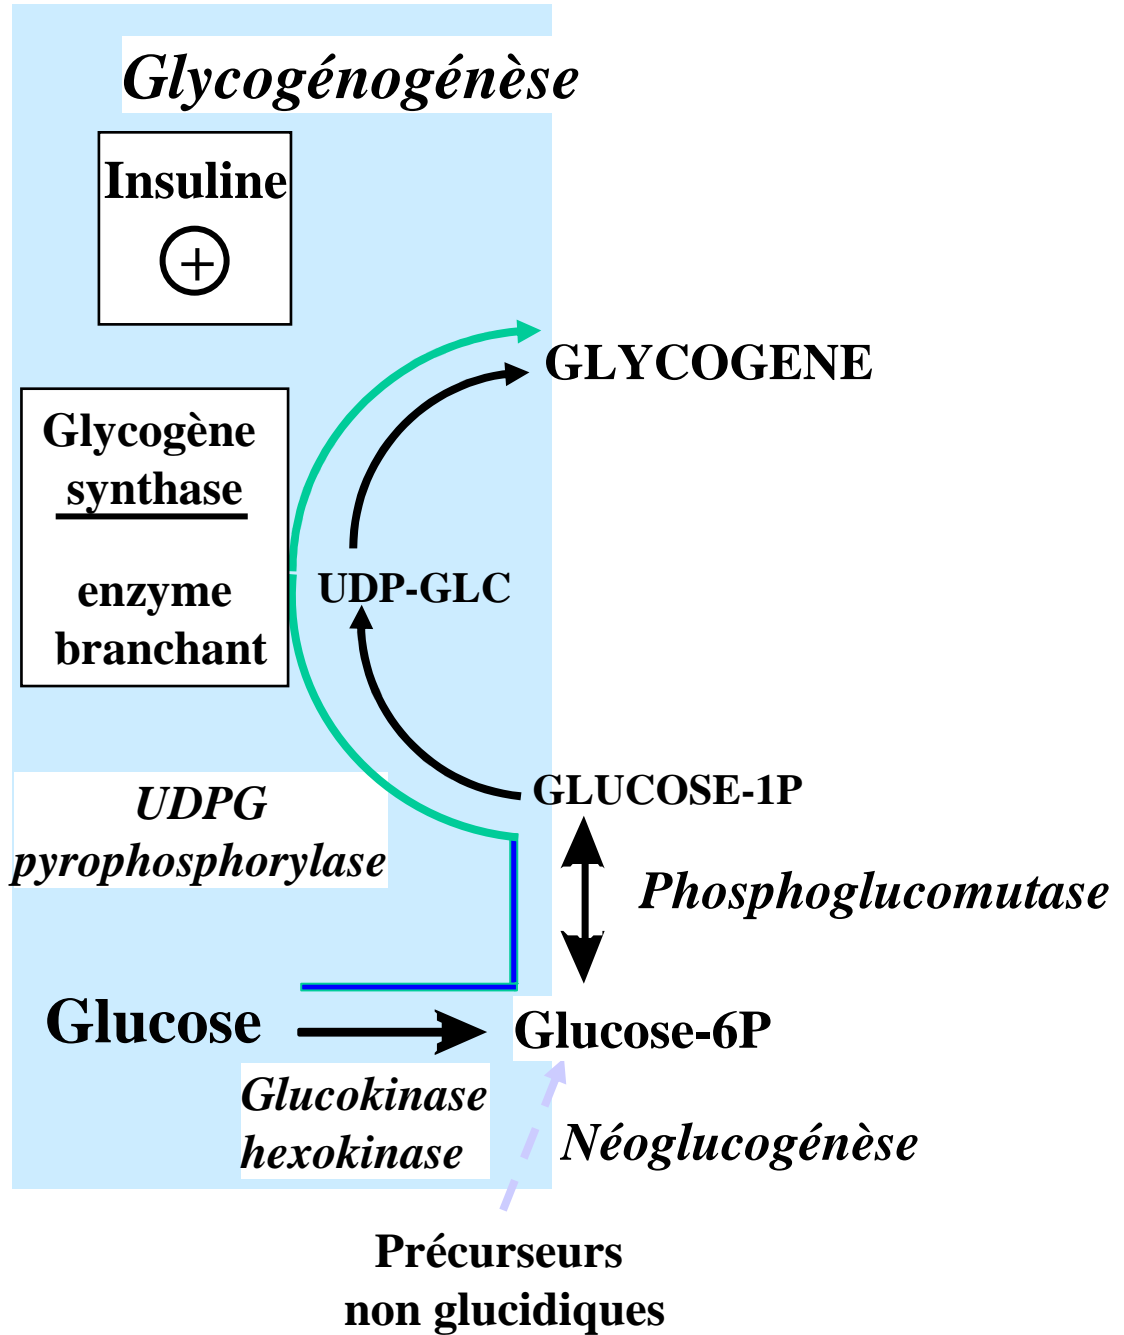 Glycogénogénèse
Insuline
+
GLYCOGENE
Glycogène
synthase
enzyme
branchant
UDP-GLC
GLUCOSE-1P
UDPG
pyrophosphorylase
Phosphoglucomutase
Glucose
Glucose-6P
Glucokinase
hexokinase
Néoglucogénèse
Précurseurs
non glucidiques